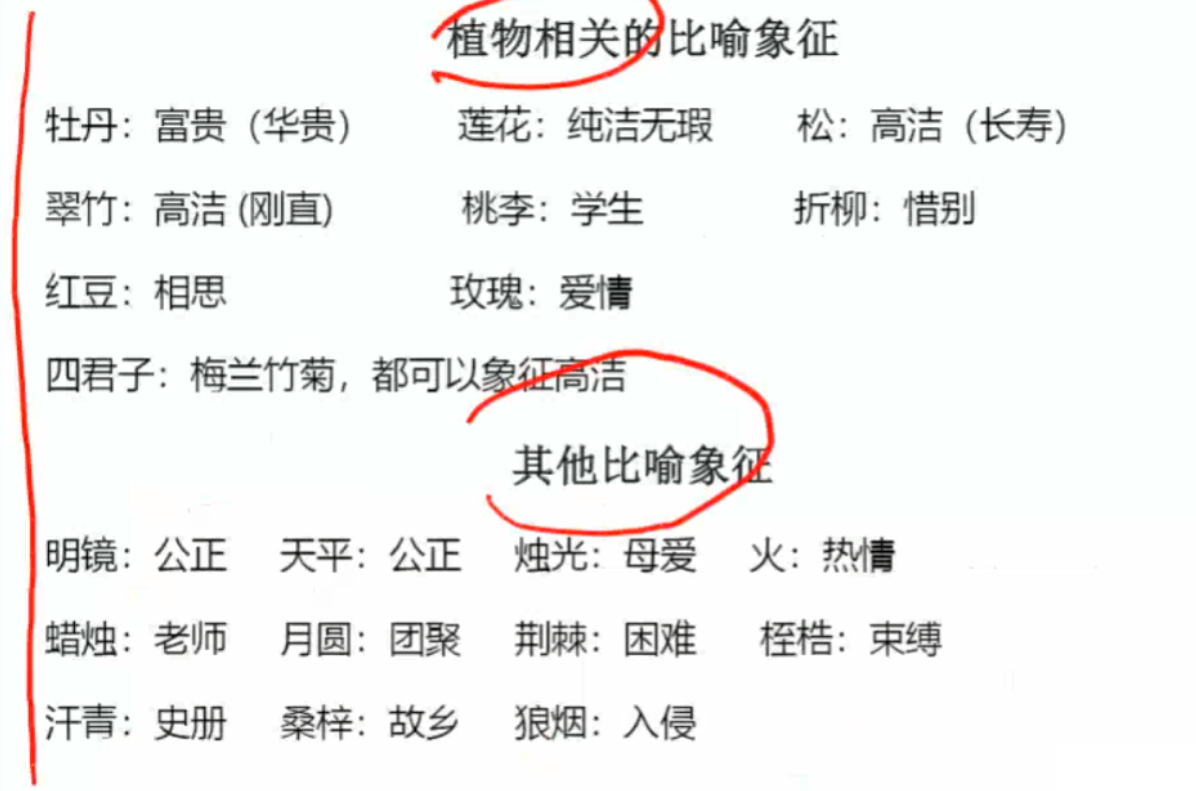 植物相关的比喻象征
牡丹：富贵（华贵） 莲花：纯洁无瑕 松：高洁（长寿）
翠竹：高洁 (刚直) 桃李：学生 折柳：惜别
红豆：相思 玫瑰：爱情
四君子：梅兰竹菊，都可以象征高洁
其他比喻象征
明镜：公正 天平：公正 烛光：母爱 火：热情
蜡烛：老师 月圆：团聚 荆棘：困难 桎梏：束缚
汗青：史册 桑梓：故乡 狼烟：入侵